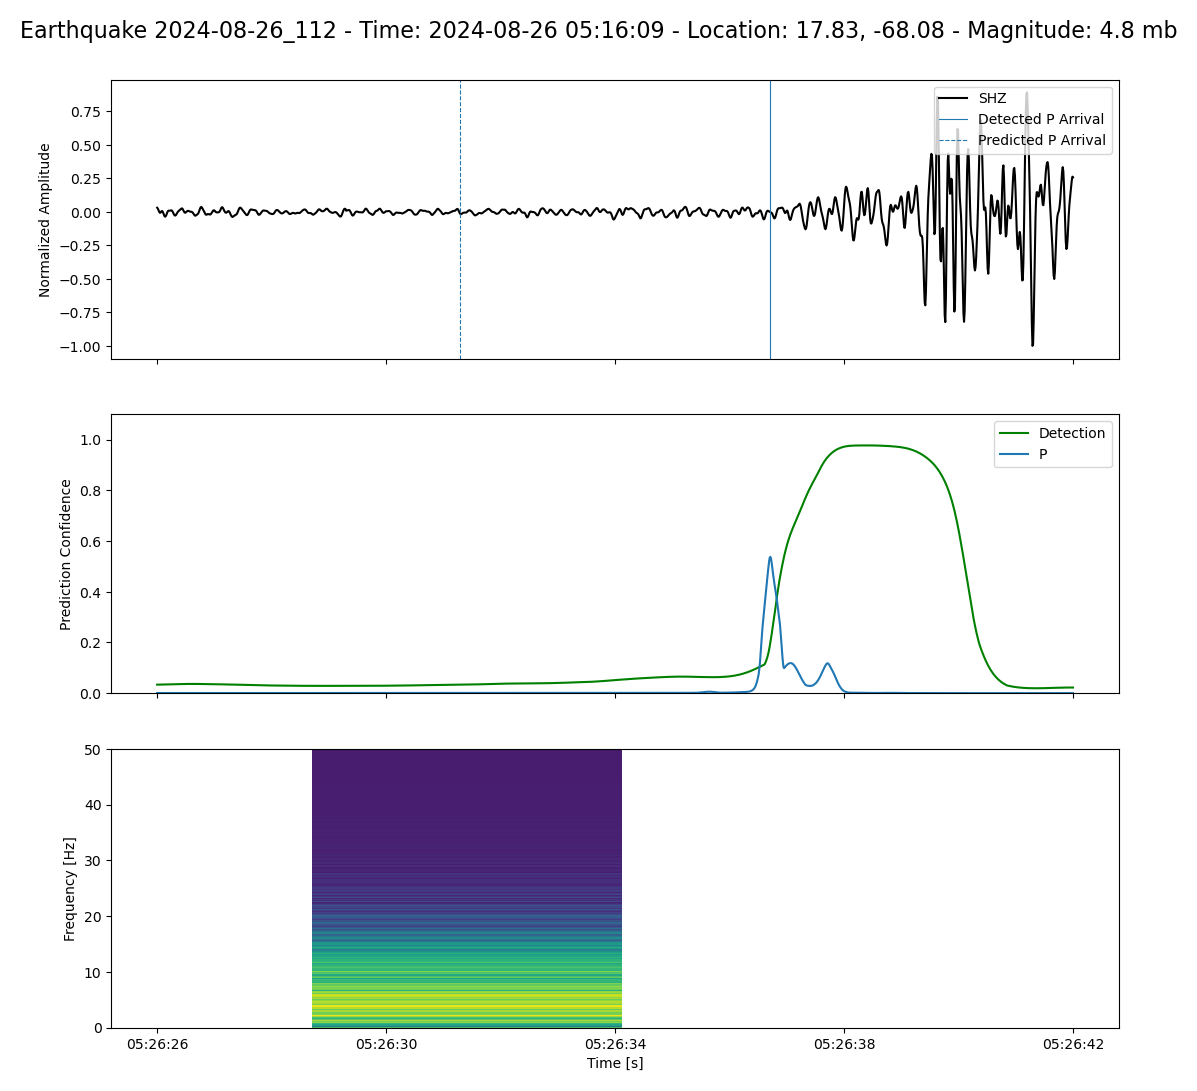 Earthquake 2024-08-26_112 - Time: 2024-08-26 05:16:09 - Location: 17.83, -68.08 - Magnitude: 4.8 mb
SHZ
Detected P Arrival
Predicted P Arrival
Normalized Amplitude
0.75
0.50
0.25
0.00
−0.25
−0.50
−0.75
−1.00
Detection
P
Prediction Confidence
1.0
0.8
0.6
0.4
0.2
0.0
Frequency [Hz]
50
40
30
20
10
0
05:26:26 05:26:30 05:26:34 05:26:38 05:26:42
Time [s]